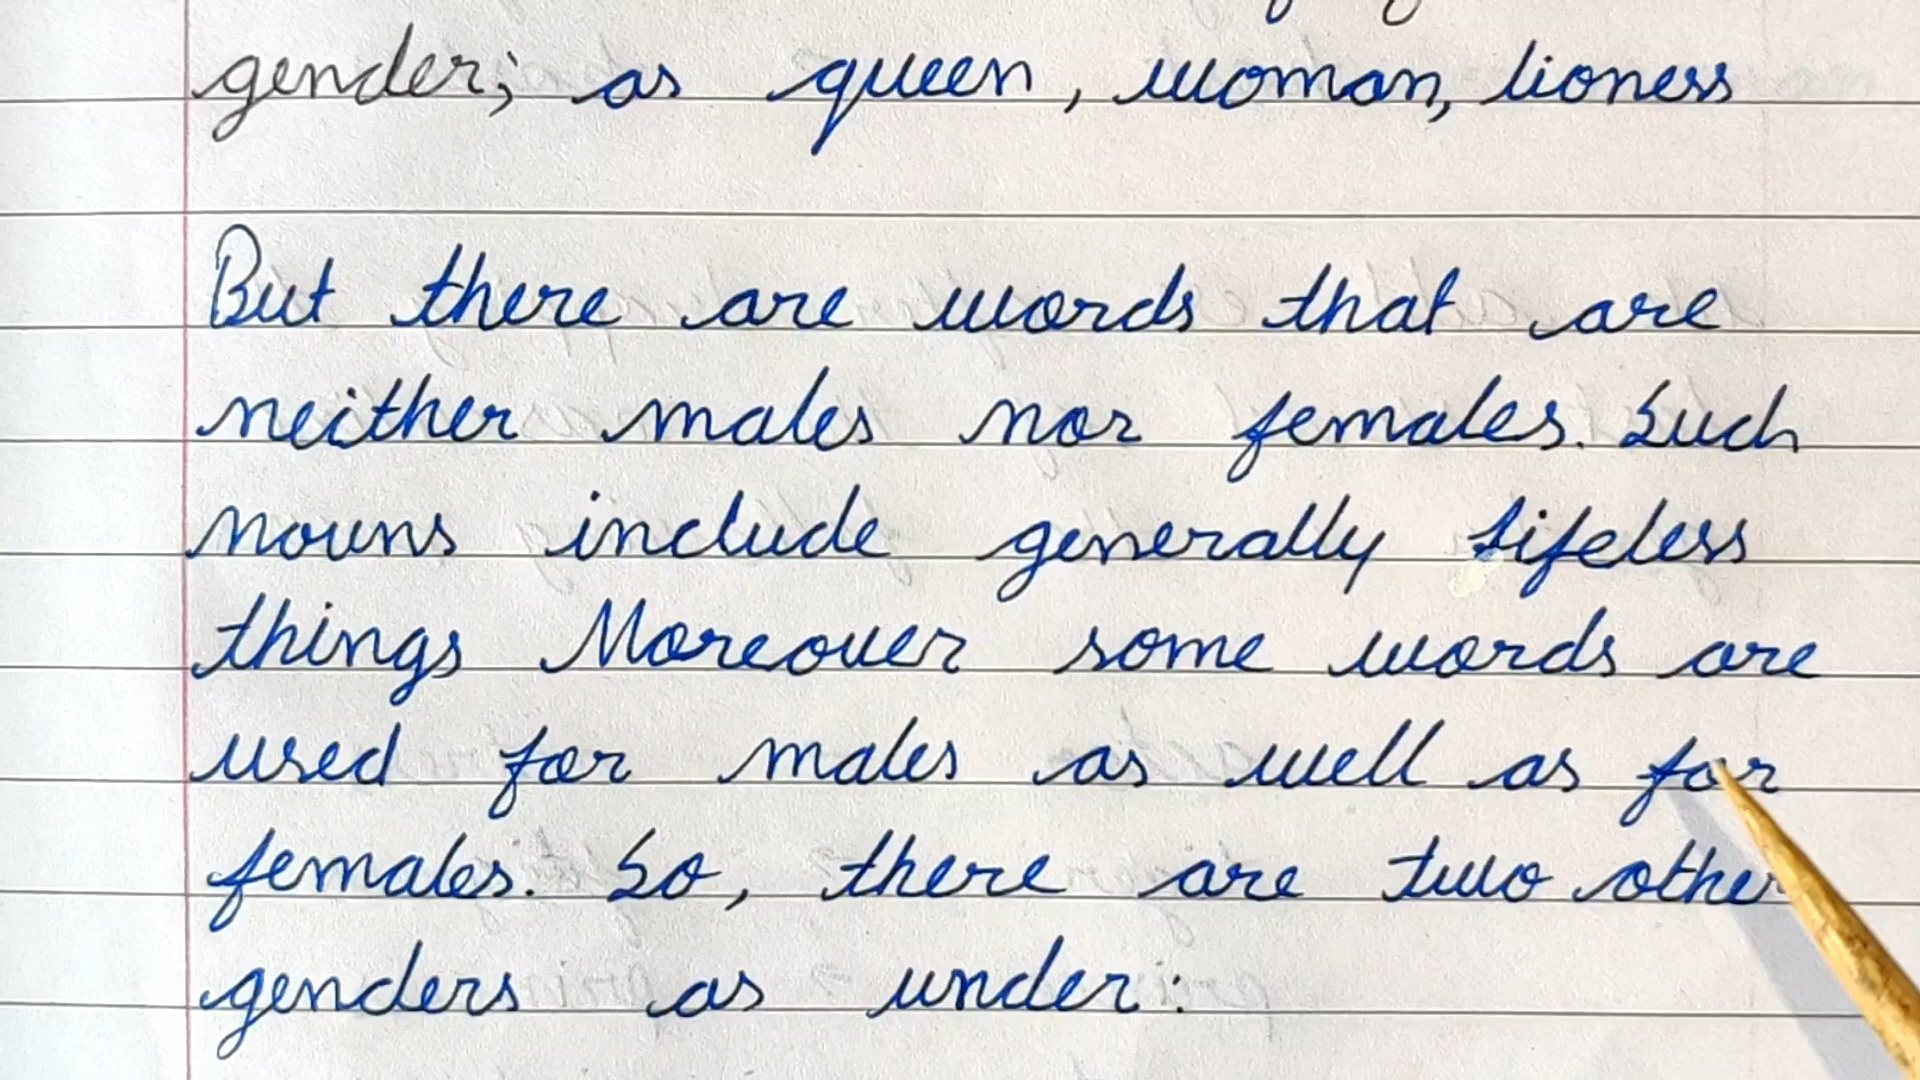 gender; as queen, woman, lioness
But there are words that are
neither males nor females. Such
nouns include generally lifeless
things Moreover some words are
used for males as well as for
females. So, there are two other
genders as under: